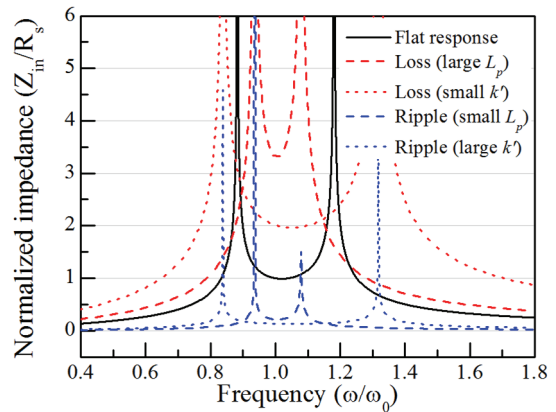 Normalized impedance (Z_in/R_s)
6
5
4
3
2
1
0
Flat response
Loss (large L_p)
Loss (small k')
Ripple (small L_p)
Ripple (large k')
0.4 0.6 0.8 1.0 1.2 1.4 1.6 1.8
Frequency (ω/ω_0)